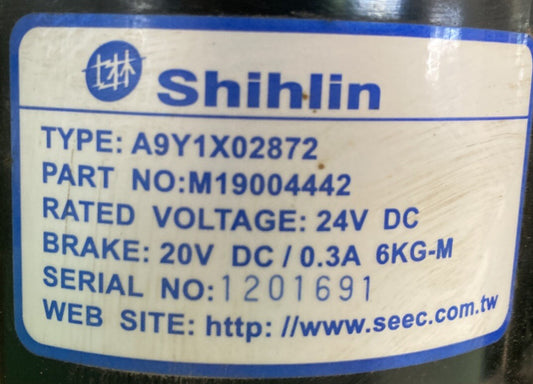 士林
Shihlin
TYPE: A9Y1X02872
PART NO:M19004442
RATED VOLTAGE: 24V DC
BRAKE: 20V DC / 0.3A 6KG-M
SERIAL NO:1201691
WEB SITE: http: //www.seec.com.tw